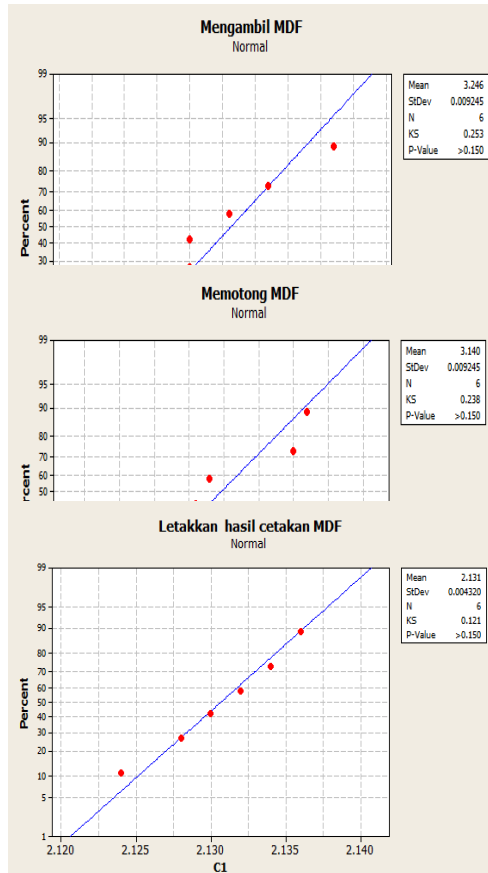 Mengambil MDF
Normal
99
95
90
80
70
60
50
40
30
Percent
Mean 3.246
StDev 0.009245
N 6
KS 0.253
P-Value >0.150
Memotong MDF
Normal
99
95
90
80
70
60
50
Percent
Mean 3.140
StDev 0.009245
N 6
KS 0.238
P-Value >0.150
Letakkan hasil cetakan MDF
Normal
99
95
90
80
70
60
50
40
30
20
10
5
1
Percent
2.120 2.125 2.130 2.135 2.140
C1
Mean 2.131
StDev 0.004320
N 6
KS 0.121
P-Value >0.150